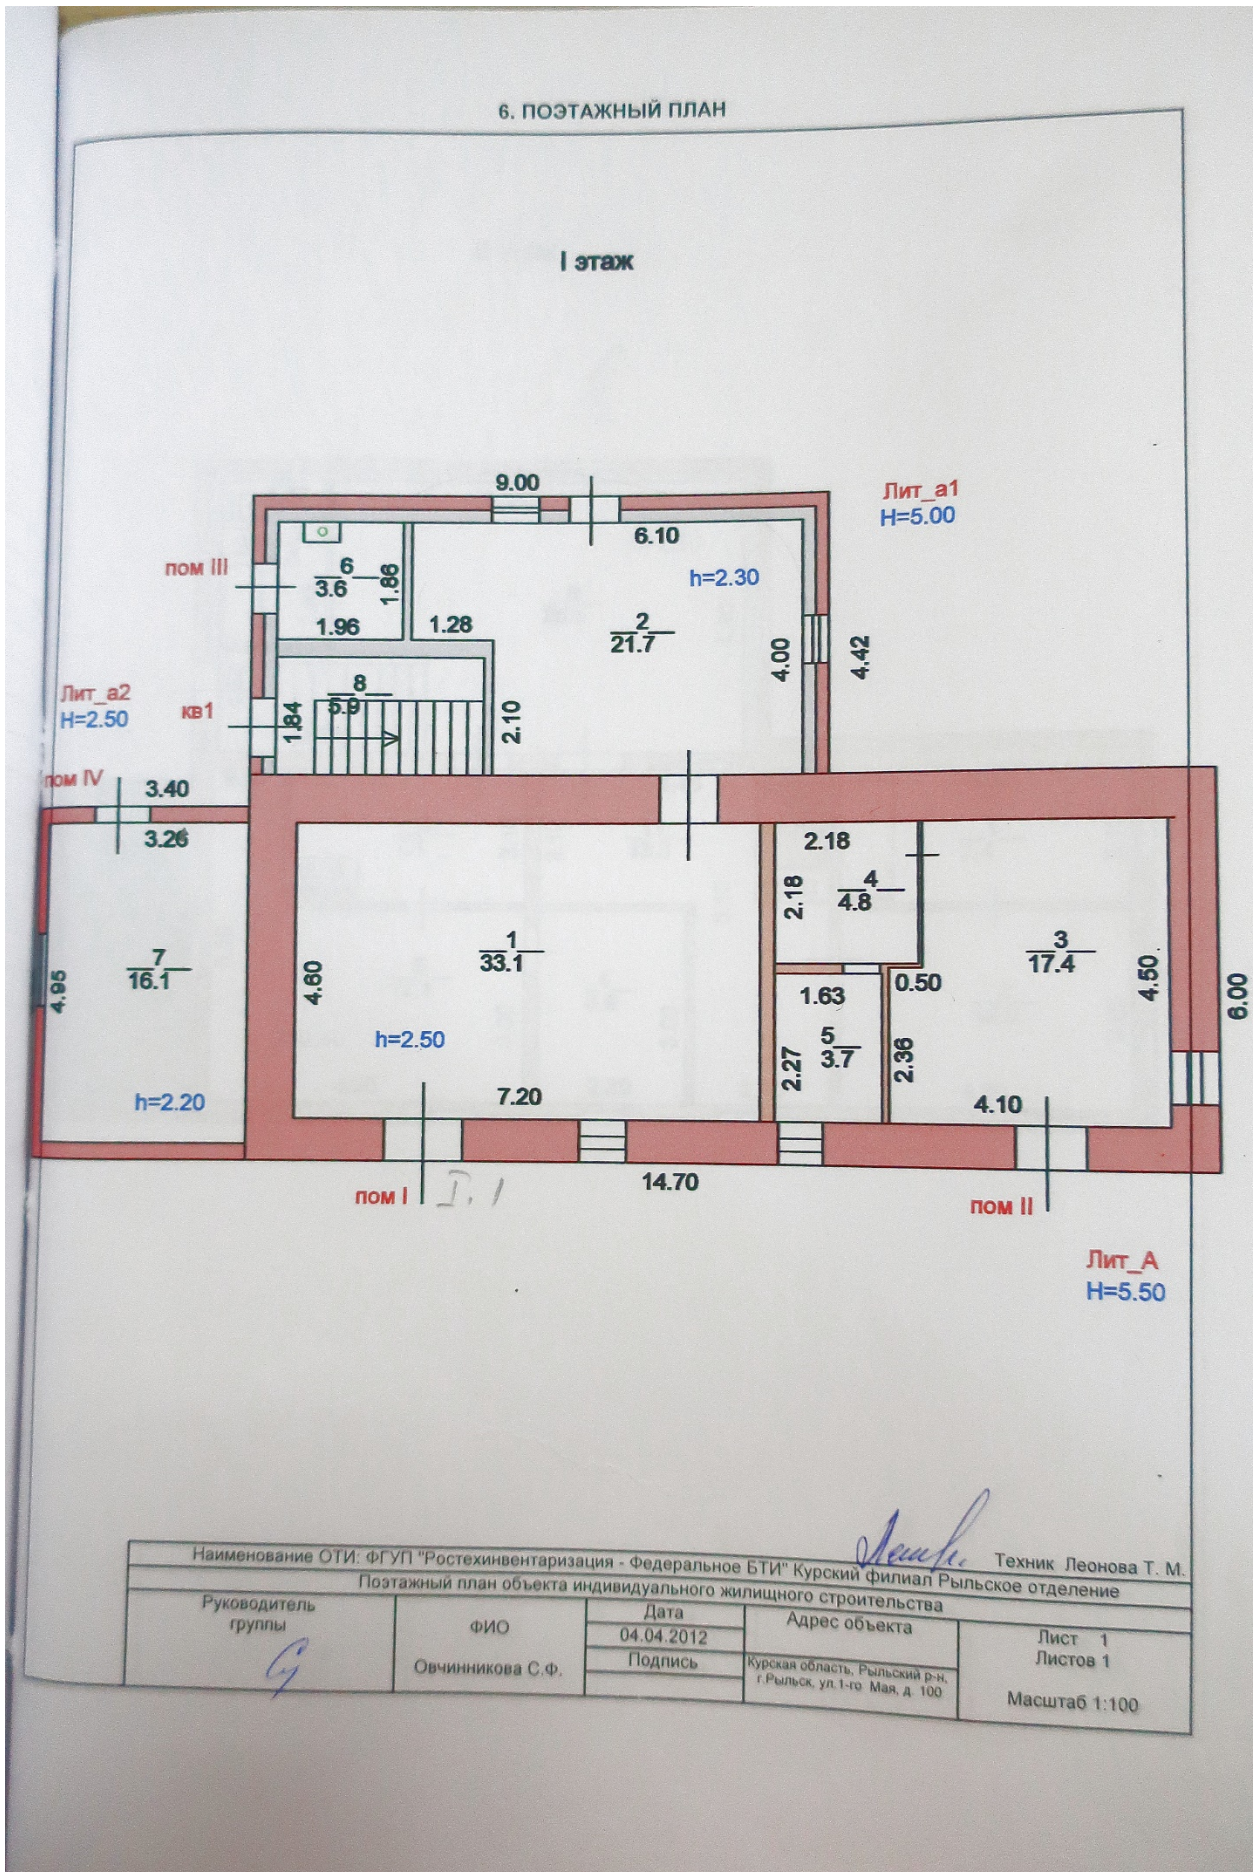 6. ПОЭТАЖНЫЙ ПЛАН
I этаж
9.00
Лит_а1
H=5.00
6.10
пом III
6
3.6
1.86
h=2.30
1.96
1.28
2
21.7
4.00
4.42
Лит_а2
H=2.50
кв1
8
5.9
1.84
2.10
пом IV
3.40
3.26
2.18
2.18
4
4.8
7
16.1
4.95
4.60
1
33.1
3
17.4
4.50
6.00
0.50
1.63
h=2.50
5
3.7
2.27
2.36
h=2.20
7.20
4.10
14.70
пом I
I. 1
пом II
Лит_А
H=5.50
Техник Леонова Т. М.
Наименование ОТИ: ФГУП "Ростехинвентаризация - Федеральное БТИ" Курский филиал Рыльское отделение
Поэтажный план объекта индивидуального жилищного строительства
Руководитель
группы
ФИО
Овчинникова С.Ф.
Дата
04.04.2012
Подпись
Адрес объекта
Курская область, Рыльский р-н,
г.Рыльск, ул.1-го Мая, д. 100
Лист 1
Листов 1
Масштаб 1:100